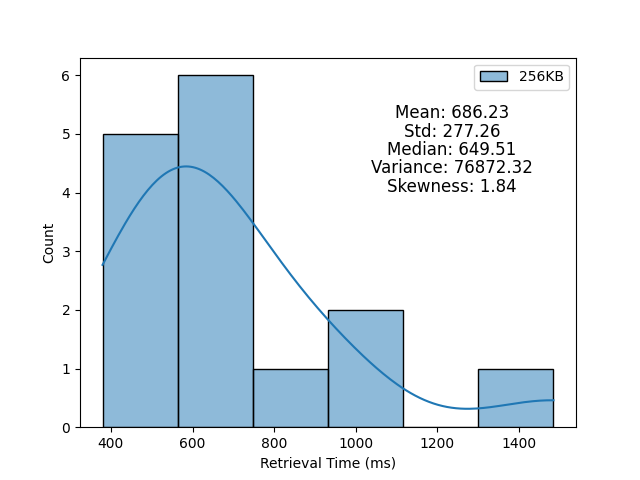 256KB
Mean: 686.23
Std: 277.26
Median: 649.51
Variance: 76872.32
Skewness: 1.84
6
5
4
3
2
1
0
Count
400 600 800 1000 1200 1400
Retrieval Time (ms)